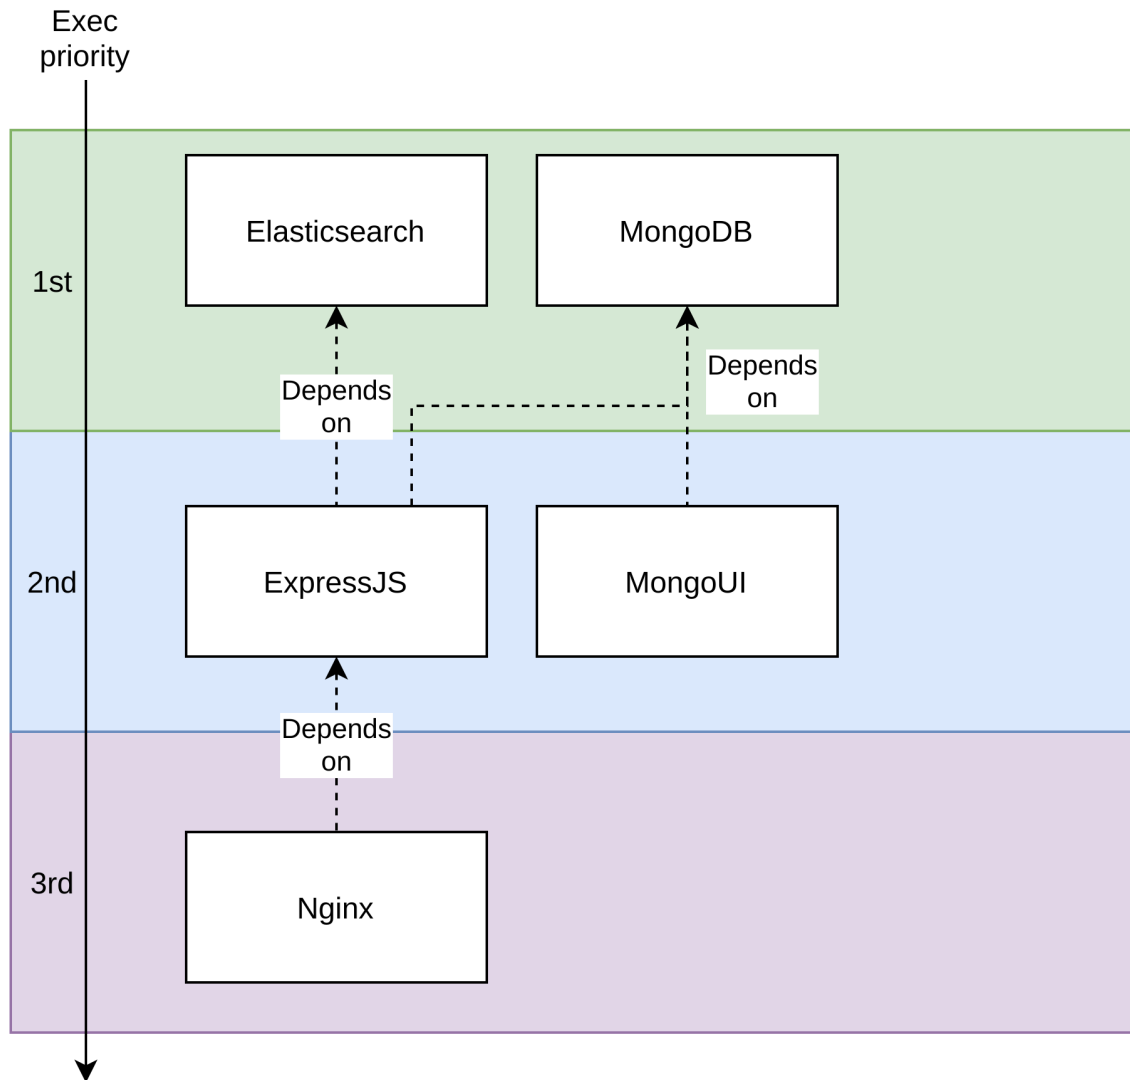 Exec
priority
Elasticsearch
MongoDB
1st
Depends
on
Depends
on
ExpressJS
MongoUI
2nd
Depends
on
3rd
Nginx